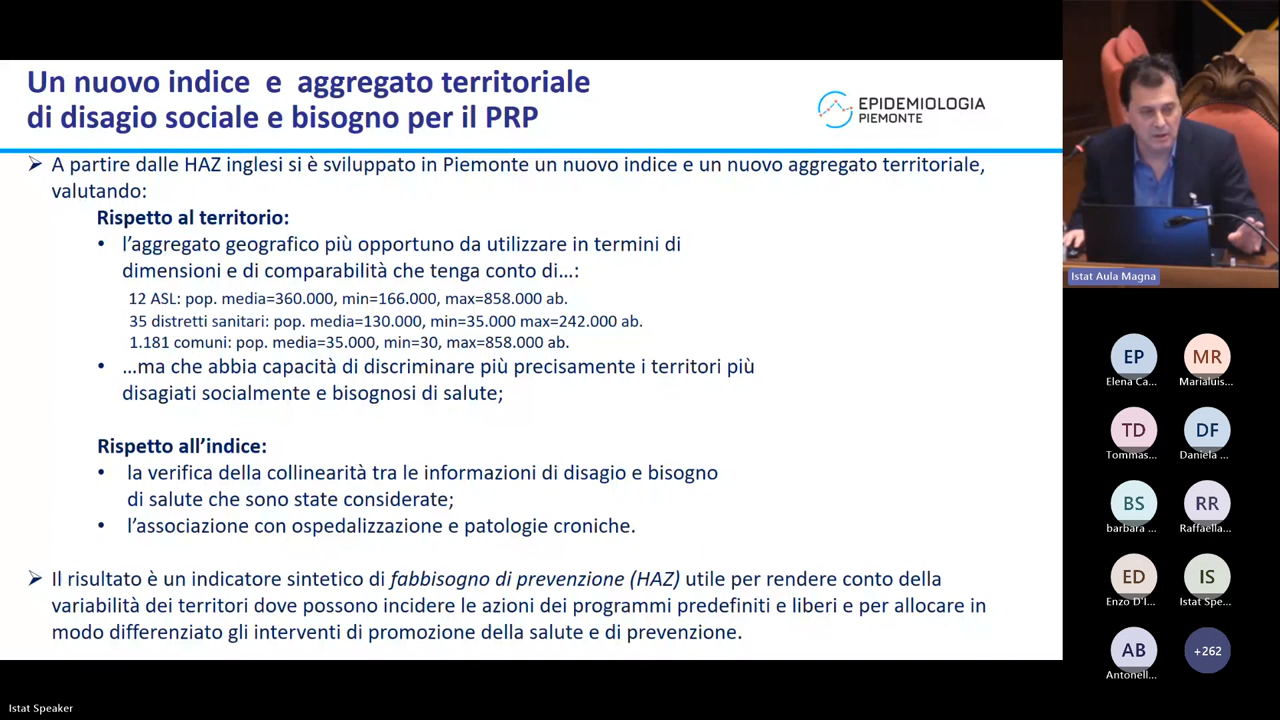 Un nuovo indice e aggregato territoriale
di disagio sociale e bisogno per il PRP
EPIDEMIOLOGIA
PIEMONTE
A partire dalle HAZ inglesi si è sviluppato in Piemonte un nuovo indice e un nuovo aggregato territoriale,
valutando:
Rispetto al territorio:
• l'aggregato geografico più opportuno da utilizzare in termini di
dimensioni e di comparabilità che tenga conto di…:
12 ASL: pop. media=360.000, min=166.000, max=858.000 ab.
35 distretti sanitari: pop. media=130.000, min=35.000 max=242.000 ab.
1.181 comuni: pop. media=35.000, min=30, max=858.000 ab.
• …ma che abbia capacità di discriminare più precisamente i territori più
disagiati socialmente e bisognosi di salute;
Rispetto all'indice:
• la verifica della collinearità tra le informazioni di disagio e bisogno
di salute che sono state considerate;
• l'associazione con ospedalizzazione e patologie croniche.
Il risultato è un indicatore sintetico di fabbisogno di prevenzione (HAZ) utile per rendere conto della
variabilità dei territori dove possono incidere le azioni dei programmi predefiniti e liberi e per allocare in
modo differenziato gli interventi di promozione della salute e di prevenzione.
Istat Aula Magna
EP
Elena Ca...
MR
Marialuis...
TD
Tommas...
DF
Daniela ...
BS
barbara ...
RR
Raffaella...
ED
Enzo D'I...
IS
Istat Spe...
AB
Antonell...
+262
Istat Speaker